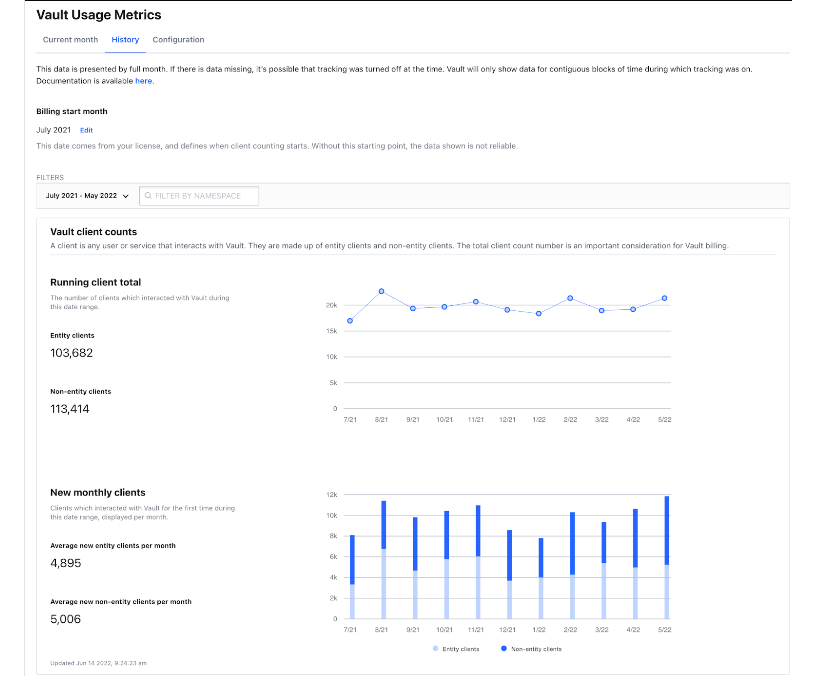 Vault Usage Metrics
Current month History Configuration
This data is presented by full month. If there is data missing, it's possible that tracking was turned off at the time. Vault will only show data for contiguous blocks of time during which tracking was on.
Documentation is available here.
Billing start month
July 2021 Edit
This date comes from your license, and defines when client counting starts. Without this starting point, the data shown is not reliable.
FILTERS
July 2021 - May 2022 FILTER BY NAMESPACE
Vault client counts
A client is any user or service that interacts with Vault. They are made up of entity clients and non-entity clients. The total client count number is an important consideration for Vault billing.
Running client total
The number of clients which interacted with Vault during
this date range.
Entity clients
103,682
Non-entity clients
113,414
20k
15k
10k
5k
0
7/21 8/21 9/21 10/21 11/21 12/21 1/22 2/22 3/22 4/22 5/22
New monthly clients
Clients which interacted with Vault for the first time during
this date range, displayed per month.
Average new entity clients per month
4,895
Average new non-entity clients per month
5,006
12k
10k
8k
6k
4k
2k
0
7/21 8/21 9/21 10/21 11/21 12/21 1/22 2/22 3/22 4/22 5/22
Entity clients Non-entity clients
Updated Jun 14 2022, 9:24:23 am